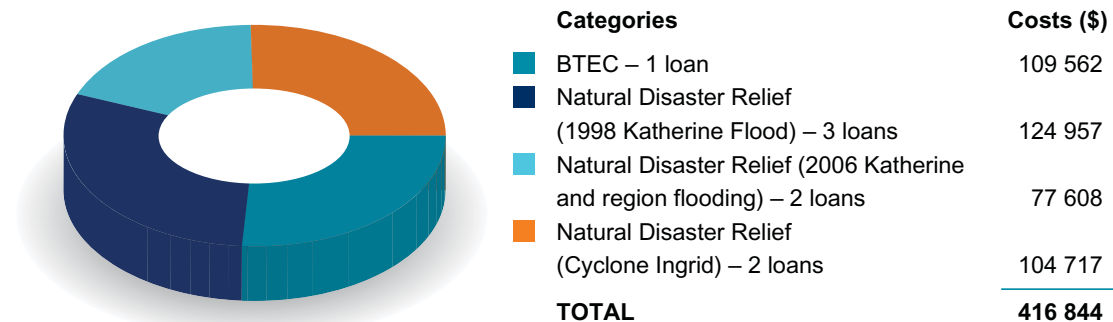 Categories Costs ($)
BTEC – 1 loan 109 562
Natural Disaster Relief
(1998 Katherine Flood) – 3 loans 124 957
Natural Disaster Relief (2006 Katherine
and region flooding) – 2 loans 77 608
Natural Disaster Relief
(Cyclone Ingrid) – 2 loans 104 717
TOTAL 416 844